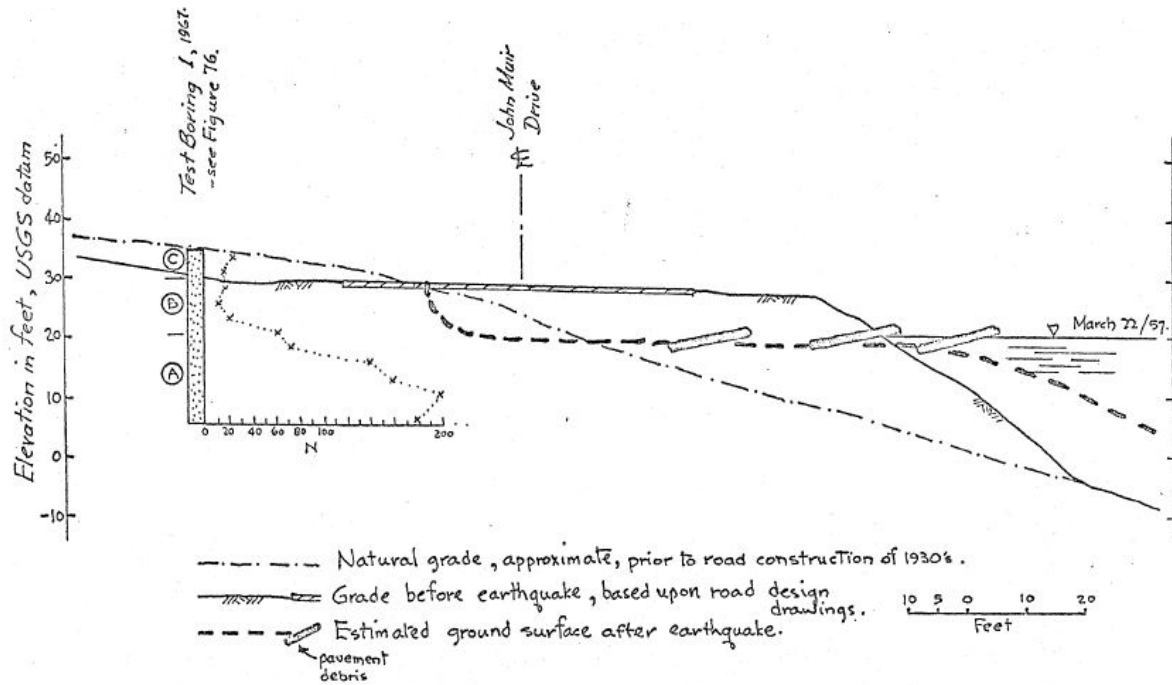 Test Boring 1, 1967.
-see Figure 76.
John Muir
Drive
Elevation in feet, USGS datum
50
40
30
20
10
0
-10
C
B
A
0 20 40 60 80 100 200
N
March 22/57.
Natural grade, approximate, prior to road construction of 1930's.
Grade before earthquake, based upon road design
drawings.
Estimated ground surface after earthquake.
pavement
debris
10 5 0 10 20
Feet